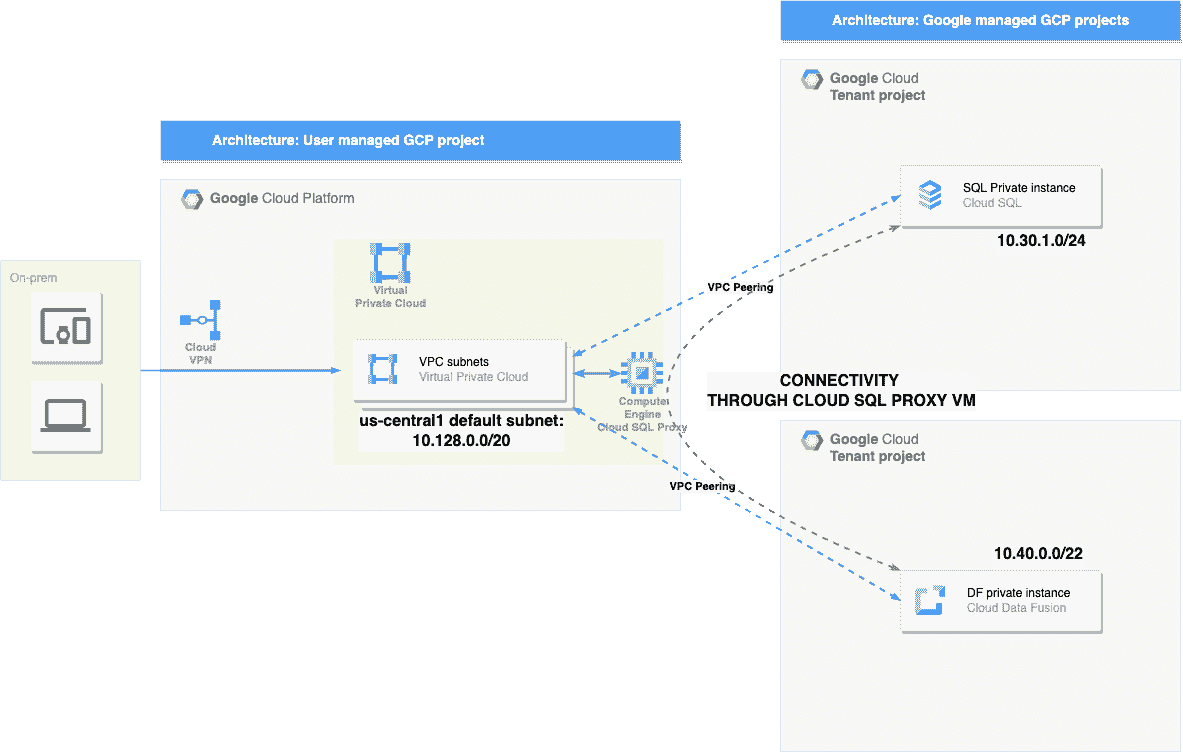 Architecture: Google managed GCP projects
Google Cloud
Tenant project
SQL Private instance
Cloud SQL
10.30.1.0/24
Architecture: User managed GCP project
Google Cloud Platform
On-prem
Cloud
VPN
Virtual
Private Cloud
VPC subnets
Virtual Private Cloud
us-central1 default subnet:
10.128.0.0/20
Computer
Engine
Cloud SQL Proxy
VPC Peering
CONNECTIVITY
THROUGH CLOUD SQL PROXY VM
VPC Peering
Google Cloud
Tenant project
10.40.0.0/22
DF private instance
Cloud Data Fusion